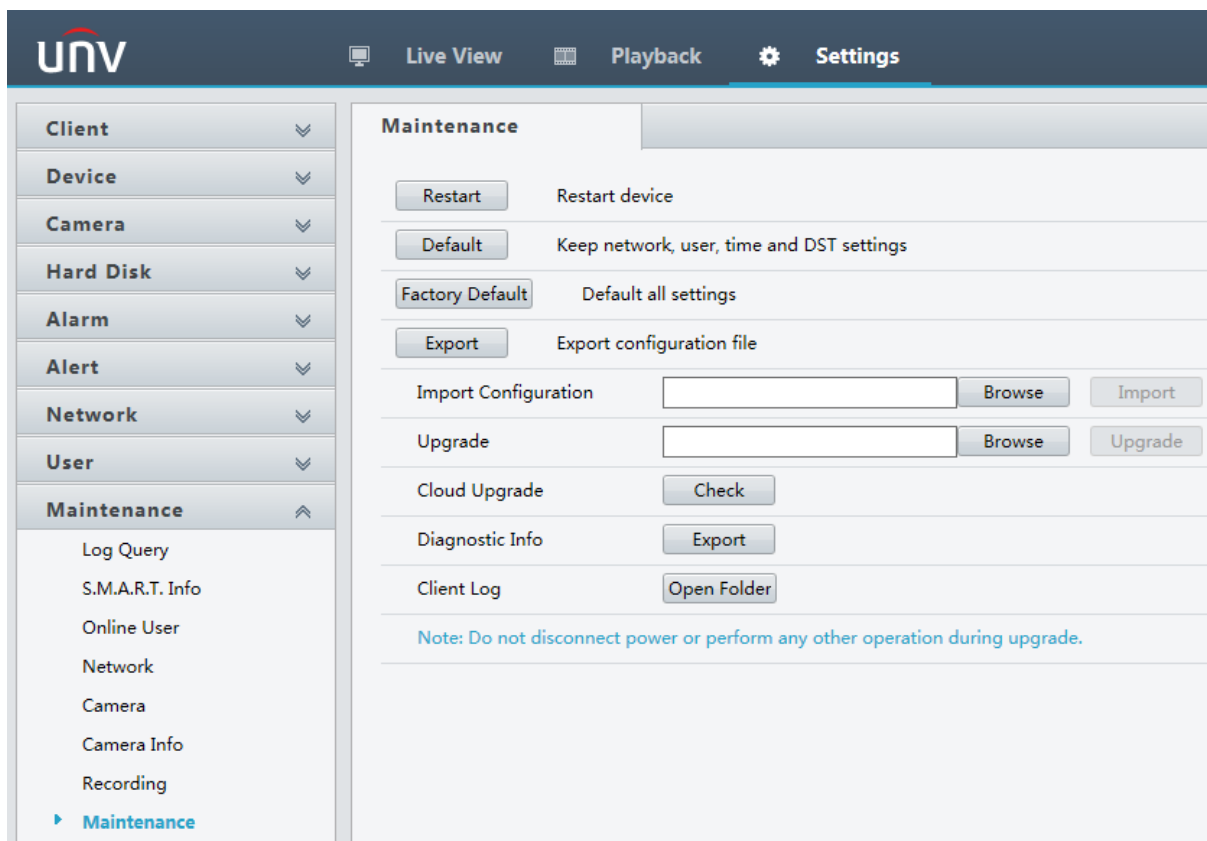 unv
Live View Playback Settings
Client
Device
Camera
Hard Disk
Alarm
Alert
Network
User
Maintenance
Log Query
S.M.A.R.T. Info
Online User
Network
Camera
Camera Info
Recording
Maintenance
Maintenance
Restart Restart device
Default Keep network, user, time and DST settings
Factory Default Default all settings
Export Export configuration file
Import Configuration Browse Import
Upgrade Browse Upgrade
Cloud Upgrade Check
Diagnostic Info Export
Client Log Open Folder
Note: Do not disconnect power or perform any other operation during upgrade.